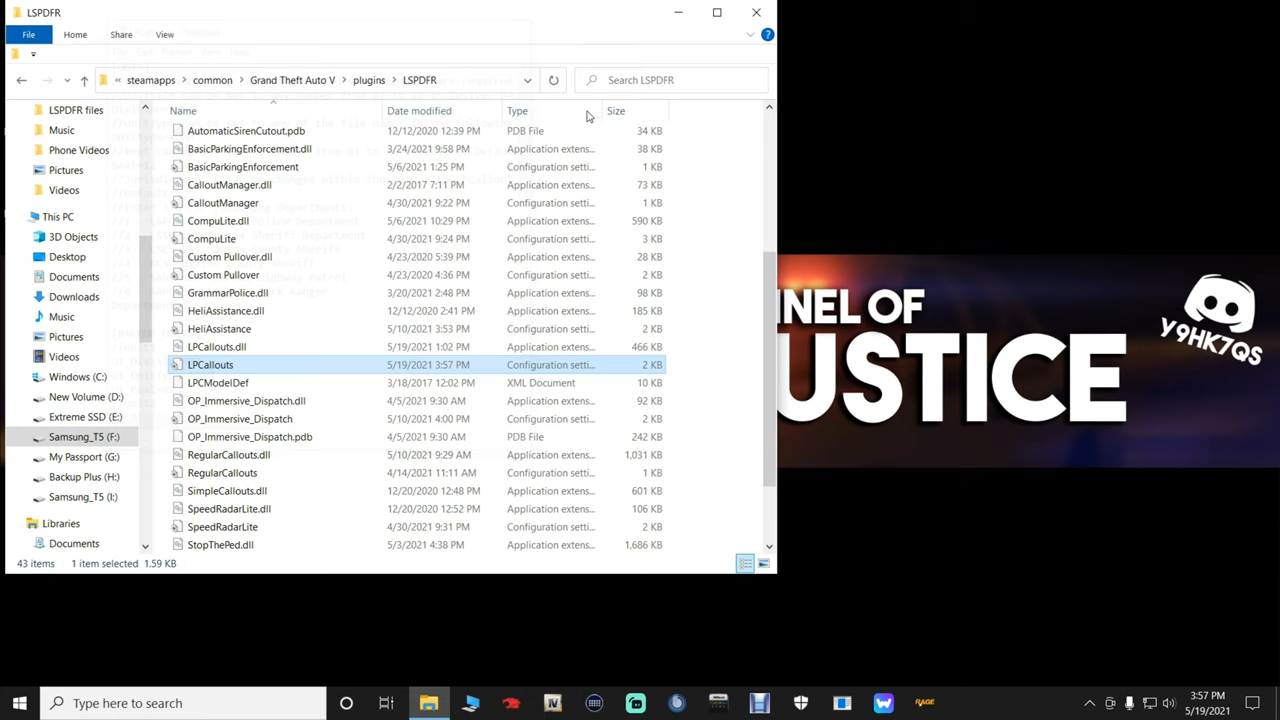 LSPDFR
File Home Share View
« steamapps › common › Grand Theft Auto V › plugins › LSPDFR
Search LSPDFR
Name Date modified Type Size
LSPDFR files
Music
Phone Videos
Pictures
Videos
This PC
3D Objects
Desktop
Documents
Downloads
Music
Pictures
Videos
Windows (C:)
New Volume (D:)
Extreme SSD (E:)
Samsung_T5 (F:)
My Passport (G:)
Backup Plus (H:)
Samsung_T5 (I:)
Libraries
Documents
AutomaticSirenCutout.pdb 12/12/2020 12:39 PM PDB File 34 KB
BasicParkingEnforcement.dll 3/24/2021 9:58 PM Application extens... 38 KB
BasicParkingEnforcement 5/6/2021 1:25 PM Configuration setti... 1 KB
CalloutManager.dll 2/2/2017 7:11 PM Application extens... 73 KB
CalloutManager 4/30/2021 9:22 PM Configuration setti... 1 KB
CompuLite.dll 5/6/2021 10:29 PM Application extens... 590 KB
CompuLite 4/30/2021 9:24 PM Configuration setti... 3 KB
Custom Pullover.dll 4/23/2020 5:39 PM Application extens... 28 KB
Custom Pullover 4/23/2020 4:36 PM Configuration setti... 2 KB
GrammarPolice.dll 3/20/2021 2:48 PM Application extens... 98 KB
HeliAssistance.dll 12/12/2020 2:41 PM Application extens... 185 KB
HeliAssistance 5/10/2021 3:53 PM Configuration setti... 2 KB
LPCallouts.dll 5/19/2021 1:02 PM Application extens... 466 KB
LPCallouts 5/19/2021 3:57 PM Configuration setti... 2 KB
LPCModelDef 3/18/2017 12:02 PM XML Document 10 KB
OP_Immersive_Dispatch.dll 4/5/2021 9:30 AM Application extens... 92 KB
OP_Immersive_Dispatch 5/10/2021 4:00 PM Configuration setti... 2 KB
OP_Immersive_Dispatch.pdb 4/5/2021 9:30 AM PDB File 242 KB
RegularCallouts.dll 5/10/2021 9:29 AM Application extens... 1,031 KB
RegularCallouts 4/14/2021 11:11 AM Configuration setti... 1 KB
SimpleCallouts.dll 12/20/2020 12:48 PM Application extens... 601 KB
SpeedRadarLite.dll 12/20/2020 12:52 PM Application extens... 106 KB
SpeedRadarLite 4/30/2021 9:31 PM Configuration setti... 2 KB
StopThePed.dll 5/3/2021 4:38 PM Application extens... 1,686 KB
43 items 1 item selected 1.59 KB
NNEL OF
USTICE
Y9HK7QS
Type here to search
RAGE
3:57 PM
5/19/2021